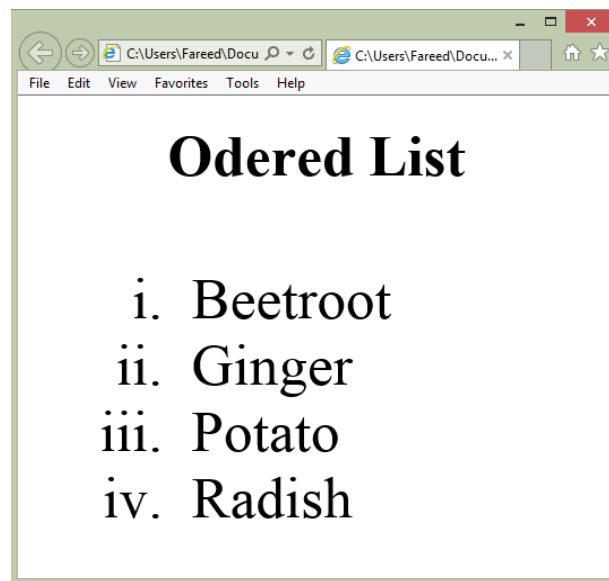 C:\Users\Fareed\Docu
C:\Users\Fareed\Docu...
File Edit View Favorites Tools Help
Odered List
i. Beetroot
ii. Ginger
iii. Potato
iv. Radish